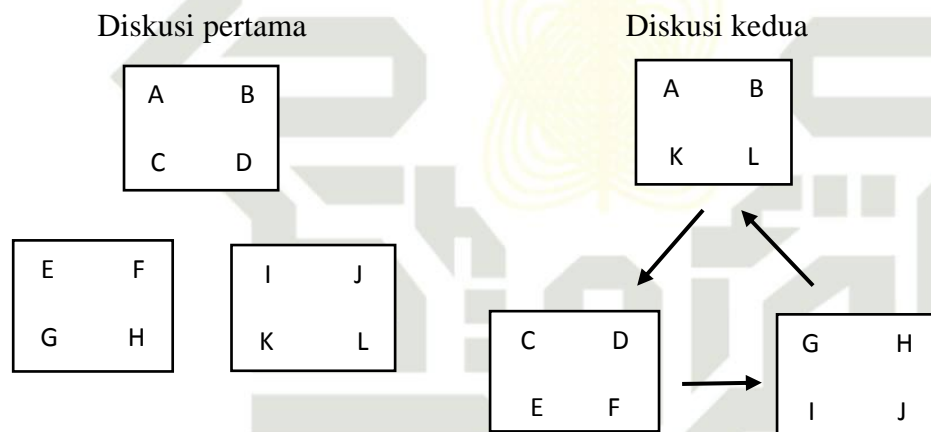 Diskusi pertama
A B
C D
E F
G H
I J
K L
Diskusi kedua
A B
K L
C D
E F
G H
I J